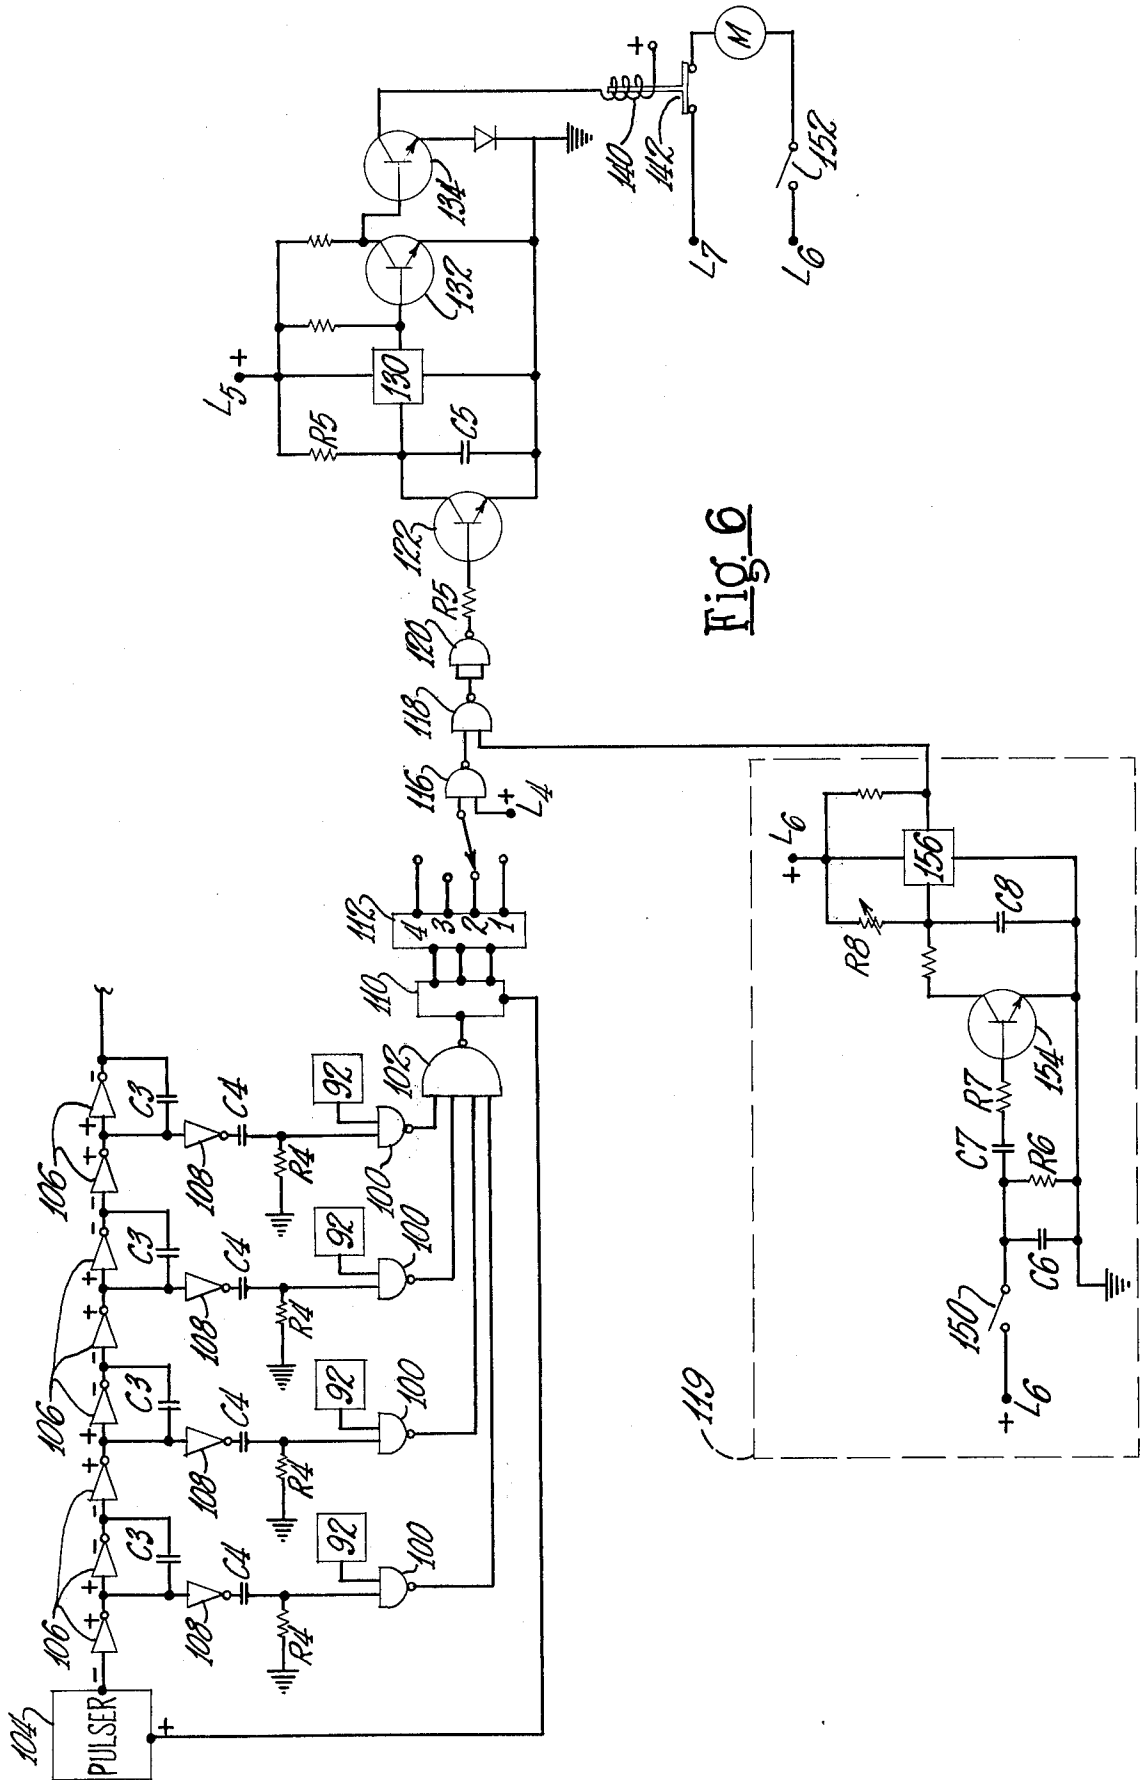 104
PULSER
−
+
106
106
106
106
+
+
−
−
+
+
−
−
+
+
−
−
+
+
−
C3
C3
C3
C3
108
108
108
108
C4
C4
C4
C4
R4
R4
R4
R4
92
92
92
92
100
100
100
100
102
110
112
4
3
2
1
116
+
L4
118
120
R5
122
L5
+
R5
C5
130
132
134
140
+
142
L7
M
L6
152
119
+
L6
150
C6
R6
C7
R7
154
R8
C8
+
L6
156
Fig. 6